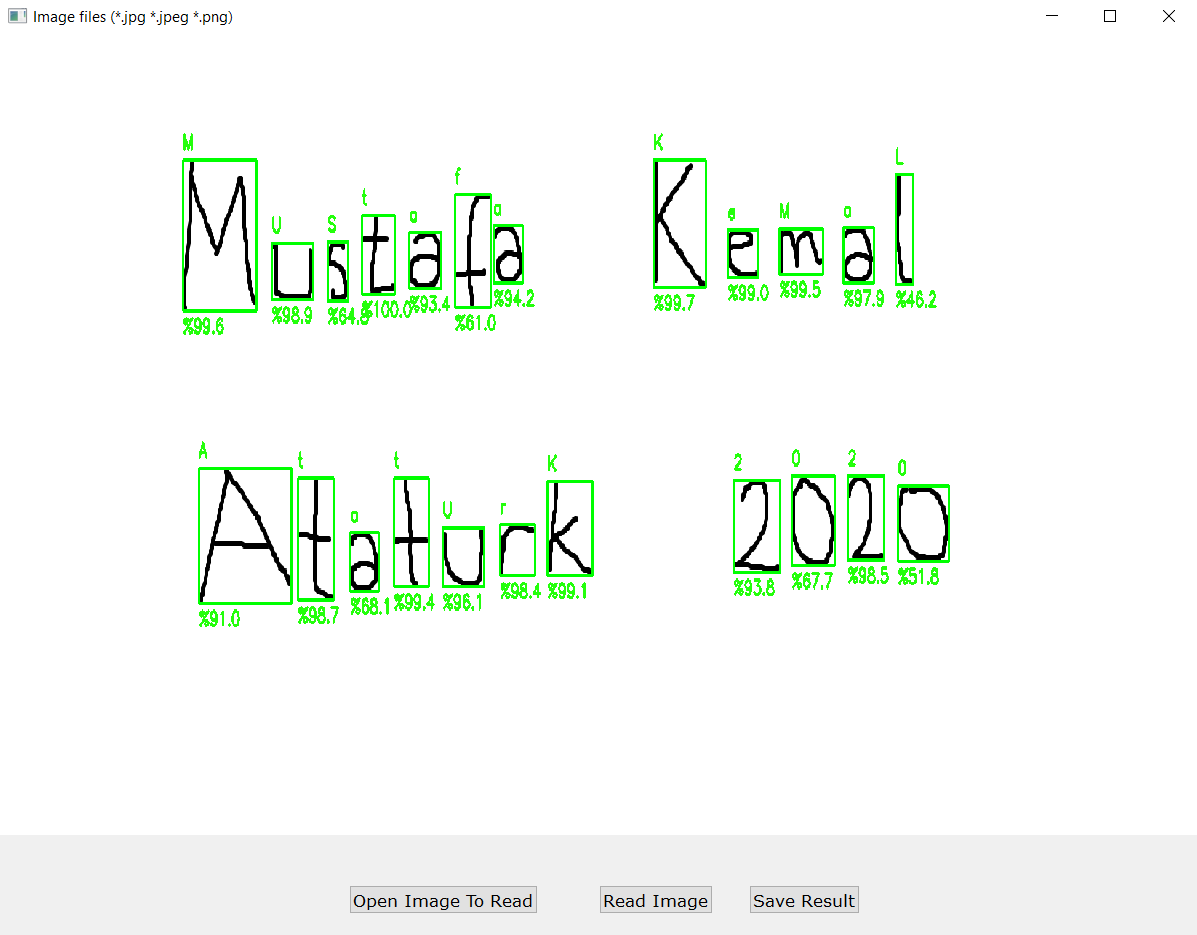 Image files (*.jpg *.jpeg *.png)
M U S t a f a K e M a L
Mustafa Kemal
%99.6 %98.9 %64.8 %100.0 %93.4 %61.0 %94.2 %99.7 %99.0 %99.5 %97.9 %46.2
A t a t U r K 2 0 2 0
Ataturk 2020
%91.0 %98.7 %68.1 %99.4 %96.1 %98.4 %99.1 %93.8 %67.7 %98.5 %51.8
Open Image To Read Read Image Save Result